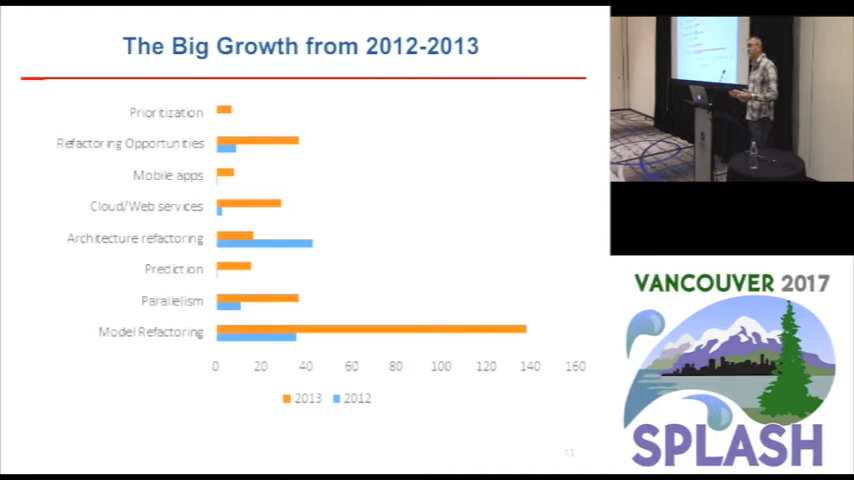 The Big Growth from 2012-2013
Prioritization
Refactoring Opportunities
Mobile apps
Cloud/Web services
Architecture refactoring
Prediction
Parallelism
Model Refactoring
0 20 40 60 80 100 120 140 160
2013 2012
13
VANCOUVER 2017
SPLASH